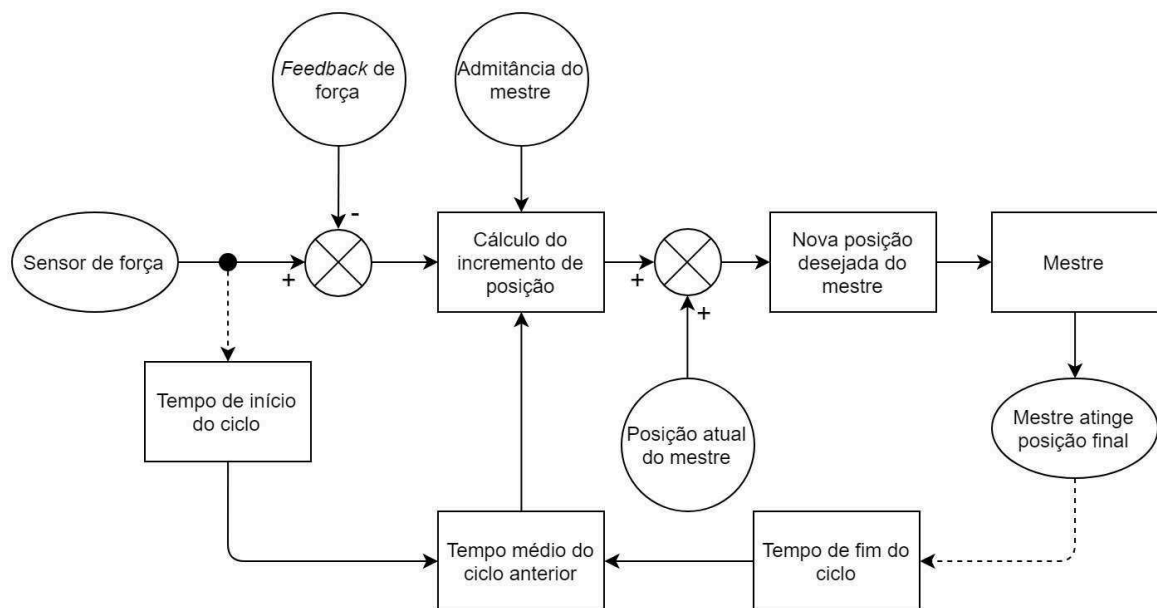 Feedback de
força
Admitância do
mestre
-
Sensor de força
+
Cálculo do
incremento de
posição
+
+
Nova posição
desejada do
mestre
Mestre
Tempo de início
do ciclo
Posição atual
do mestre
Mestre atinge
posição final
Tempo médio do
ciclo anterior
Tempo de fim do
ciclo